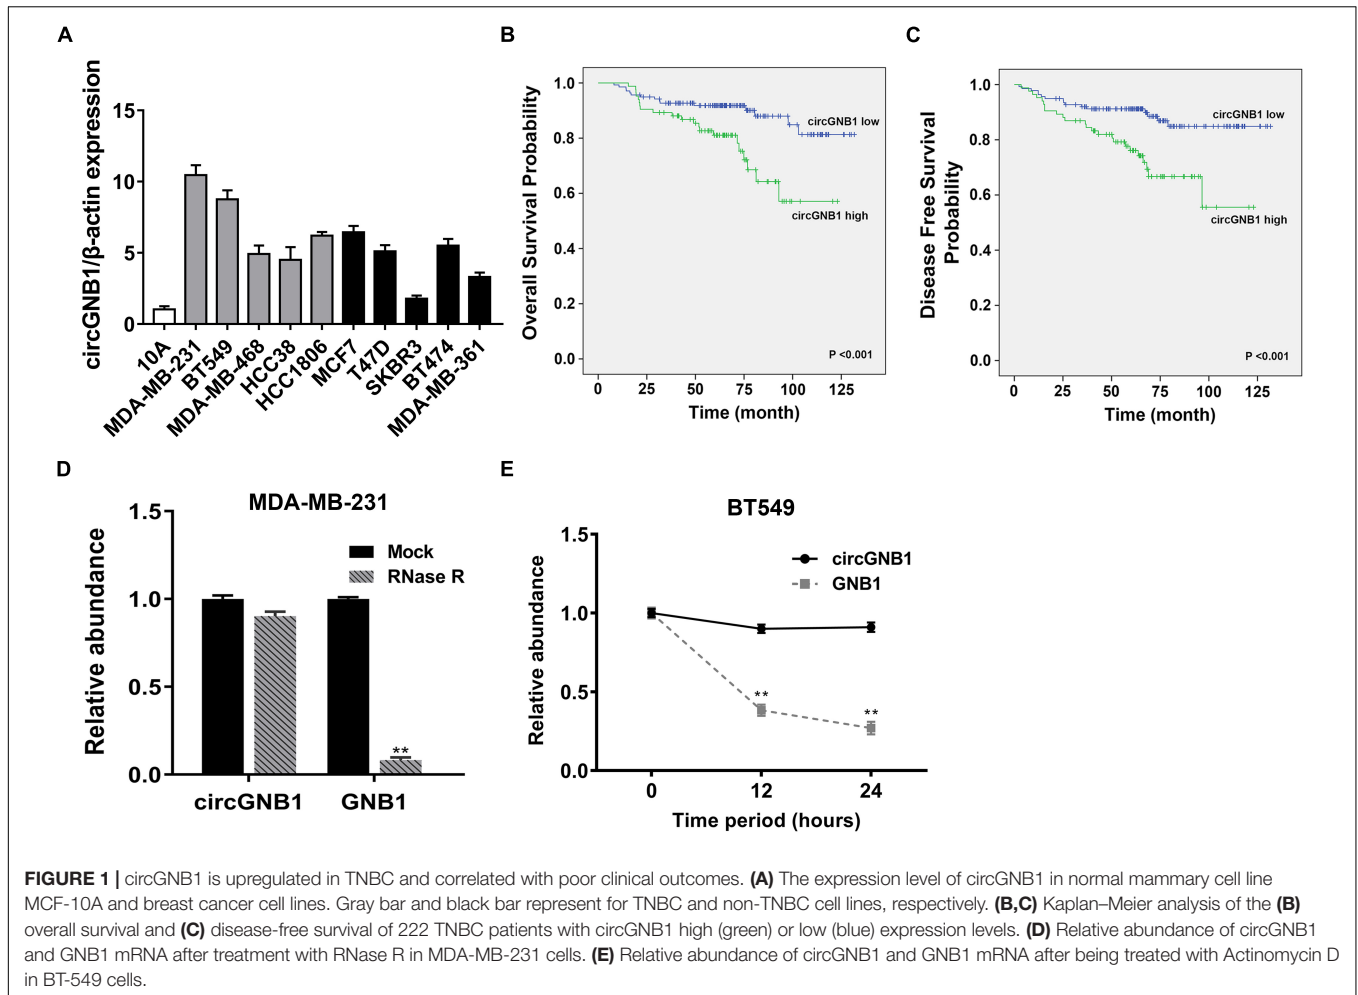 A
circGNB1/β-actin expression
15
10
5
0
10A
MDA-MB-231
BT549
MDA-MB-468
HCC38
HCC1806
MCF7
T47D
SKBR3
BT474
MDA-MB-361
B
Overall Survival Probability
1.0
0.8
0.6
0.4
0.2
0.0
circGNB1 low
circGNB1 high
P <0.001
0 25 50 75 100 125
Time (month)
C
Disease Free Survival
Probability
1.0
0.8
0.6
0.4
0.2
0.0
circGNB1 low
circGNB1 high
P <0.001
0 25 50 75 100 125
Time (month)
D
MDA-MB-231
Relative abundance
1.5
1.0
0.5
0.0
Mock
RNase R
**
circGNB1 GNB1
E
BT549
Relative abundance
1.5
1.0
0.5
0.0
circGNB1
GNB1
**
**
0 12 24
Time period (hours)
FIGURE 1 | circGNB1 is upregulated in TNBC and correlated with poor clinical outcomes. (A) The expression level of circGNB1 in normal mammary cell line
MCF-10A and breast cancer cell lines. Gray bar and black bar represent for TNBC and non-TNBC cell lines, respectively. (B,C) Kaplan–Meier analysis of the (B)
overall survival and (C) disease-free survival of 222 TNBC patients with circGNB1 high (green) or low (blue) expression levels. (D) Relative abundance of circGNB1
and GNB1 mRNA after treatment with RNase R in MDA-MB-231 cells. (E) Relative abundance of circGNB1 and GNB1 mRNA after being treated with Actinomycin D
in BT-549 cells.